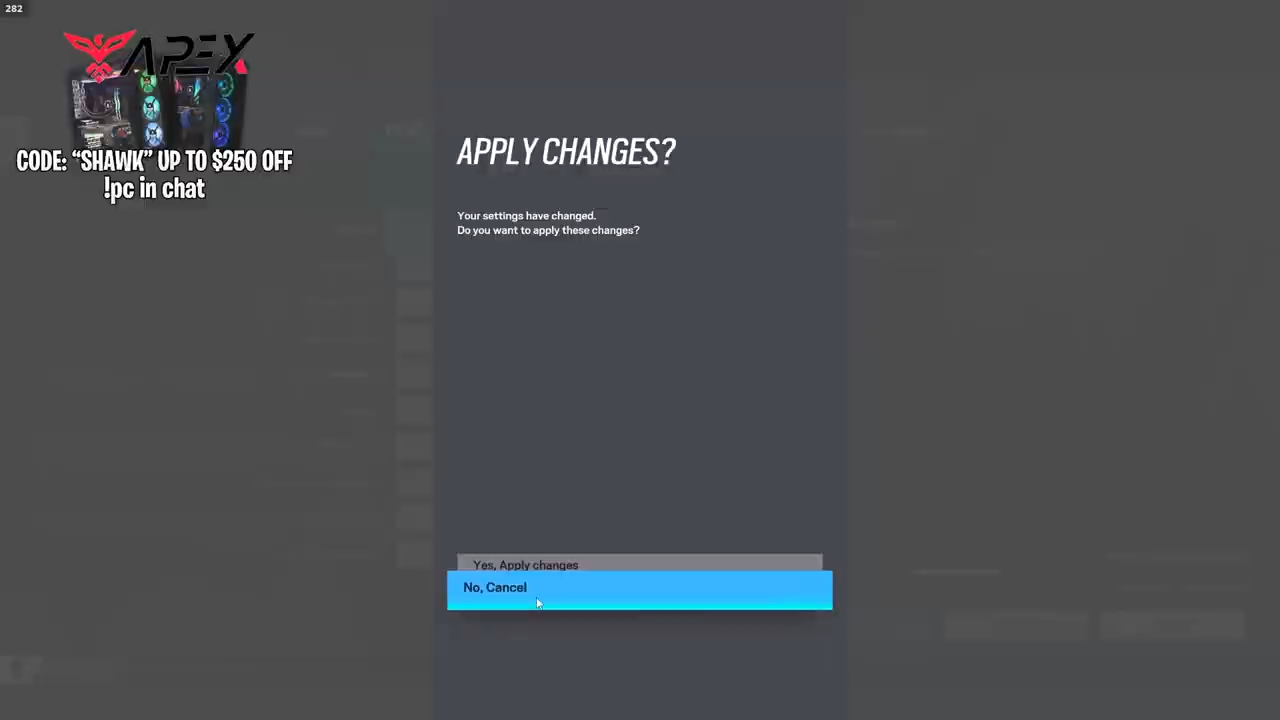 282
APEX
CODE: “SHAWK” UP TO $250 OFF
!pc in chat
APPLY CHANGES?
Your settings have changed.
Do you want to apply these changes?
Yes, Apply changes
No, Cancel